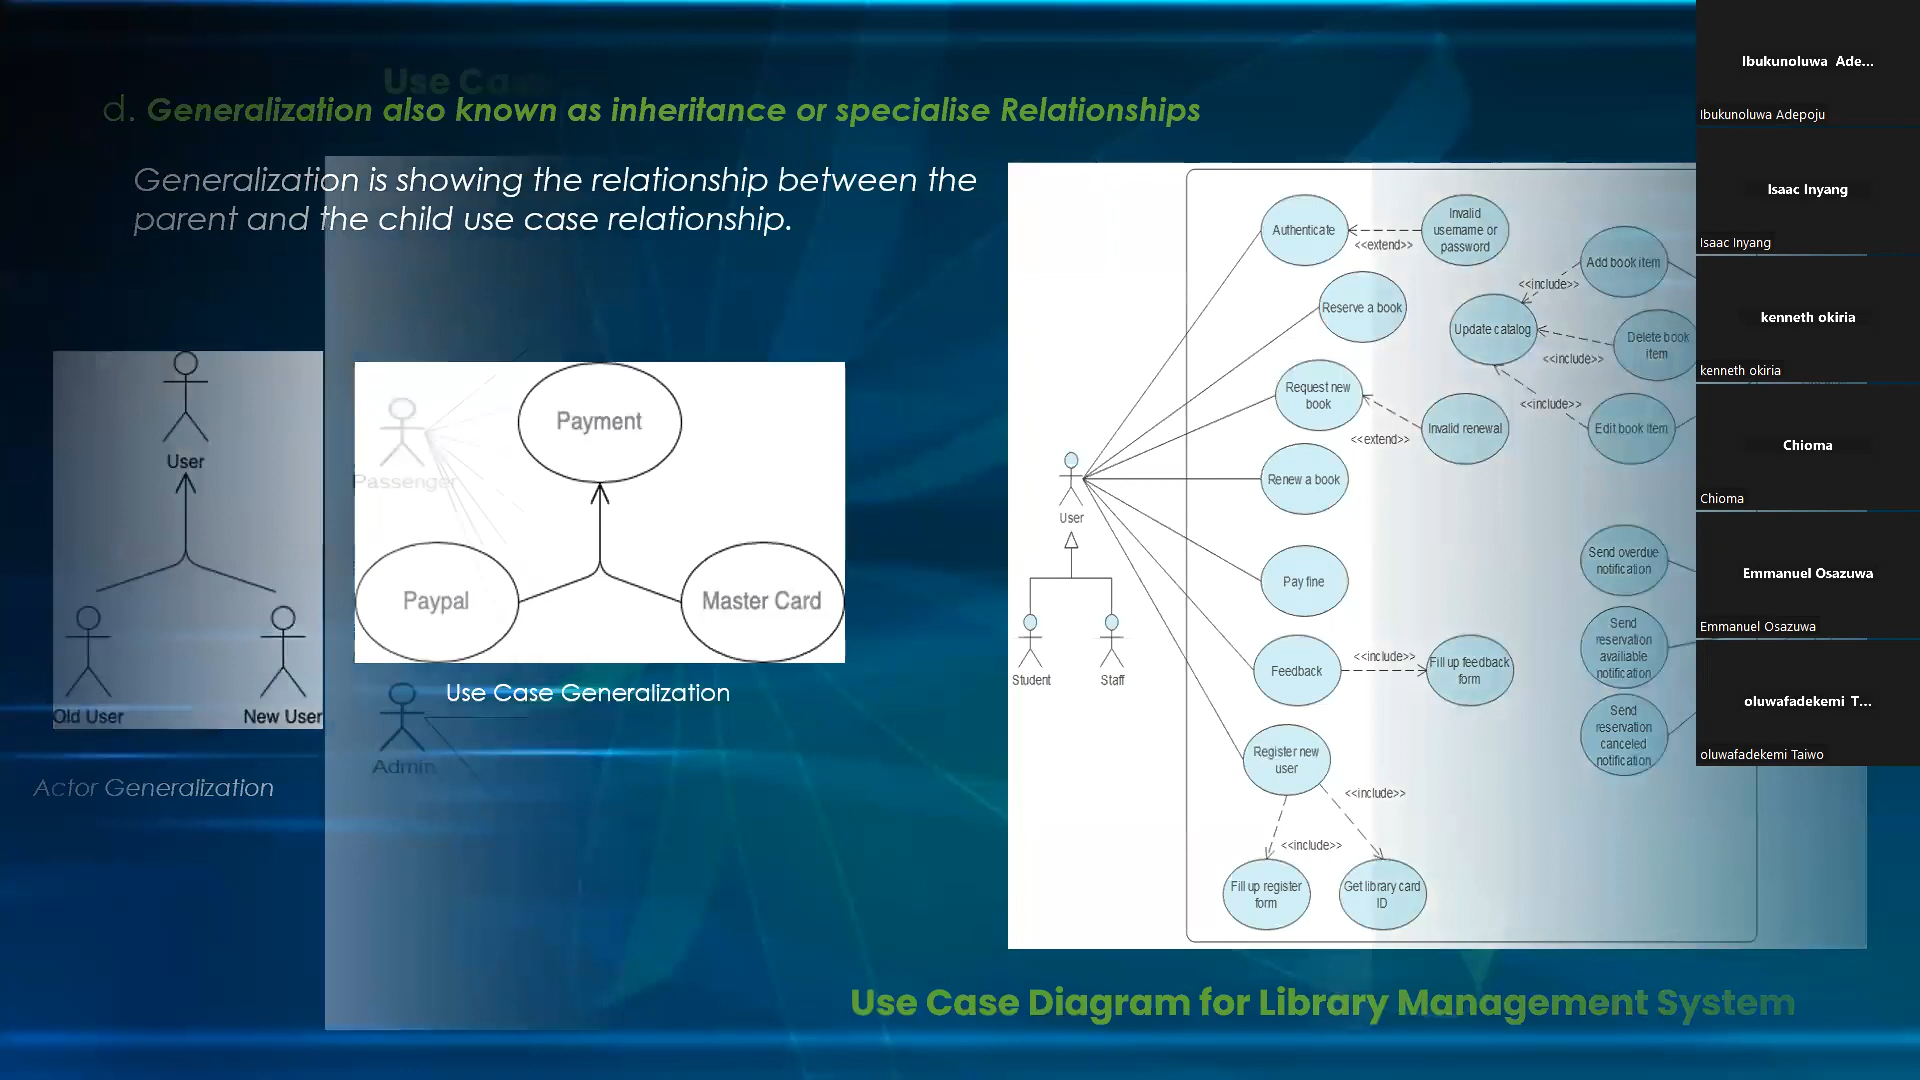 Use Cas
d. Generalization also known as inheritance or specialise Relationships
Generalization is showing the relationship between the
parent and the child use case relationship.
User
Old User
New User
Actor Generalization
Passenger
Payment
Paypal
Master Card
Use Case Generalization
Admin
Authenticate
<<extend>>
Invalid
username or
password
Reserve a book
Add book item
<<include>>
Update catalog
Delete book
item
<<include>>
Request new
book
<<extend>>
Invalid renewal
<<include>>
Edit book item
Renew a book
User
Student
Staff
Pay fine
Send overdue
notification
Feedback
<<include>>
Fill up feedback
form
Send
reservation
availiable
notification
Send
reservation
canceled
notification
Register new
user
<<include>>
<<include>>
Fill up register
form
Get library card
ID
Use Case Diagram for Library Management System
Ibukunoluwa Ade...
Ibukunoluwa Adepoju
Isaac Inyang
Isaac Inyang
kenneth okiria
kenneth okiria
Chioma
Chioma
Emmanuel Osazuwa
Emmanuel Osazuwa
oluwafadekemi T...
oluwafadekemi Taiwo